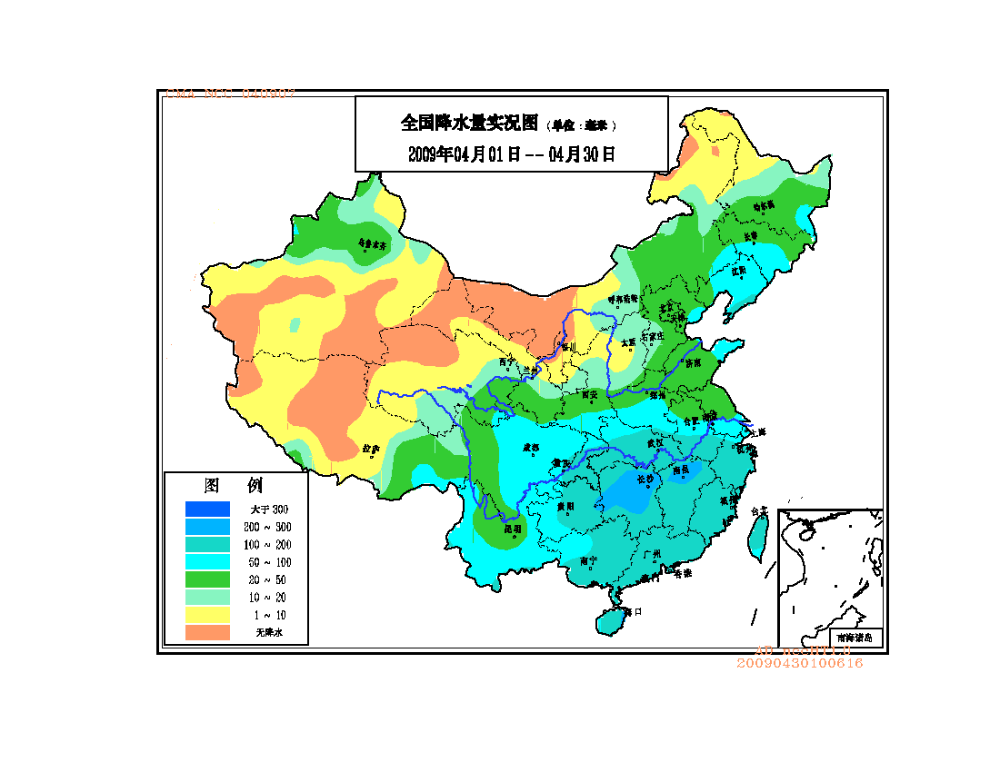 CMA NCC 040902
全国降水量实况图（单位：毫米）
2009年04月01日 -- 04月30日
哈尔滨
长春
沈阳
乌鲁木齐
呼和浩特
北京
天津
石家庄
太原
银川
西宁
兰州
济南
西安
郑州
合肥
南京
上海
拉萨
成都
武汉
杭州
重庆
南昌
长沙
贵阳
福州
台北
昆明
广州
南宁
香港
澳门
海口
图 例
大于 300
200 ~ 300
100 ~ 200
50 ~ 100
20 ~ 50
10 ~ 20
1 ~ 10
无降水
南海诸岛
20090430100616